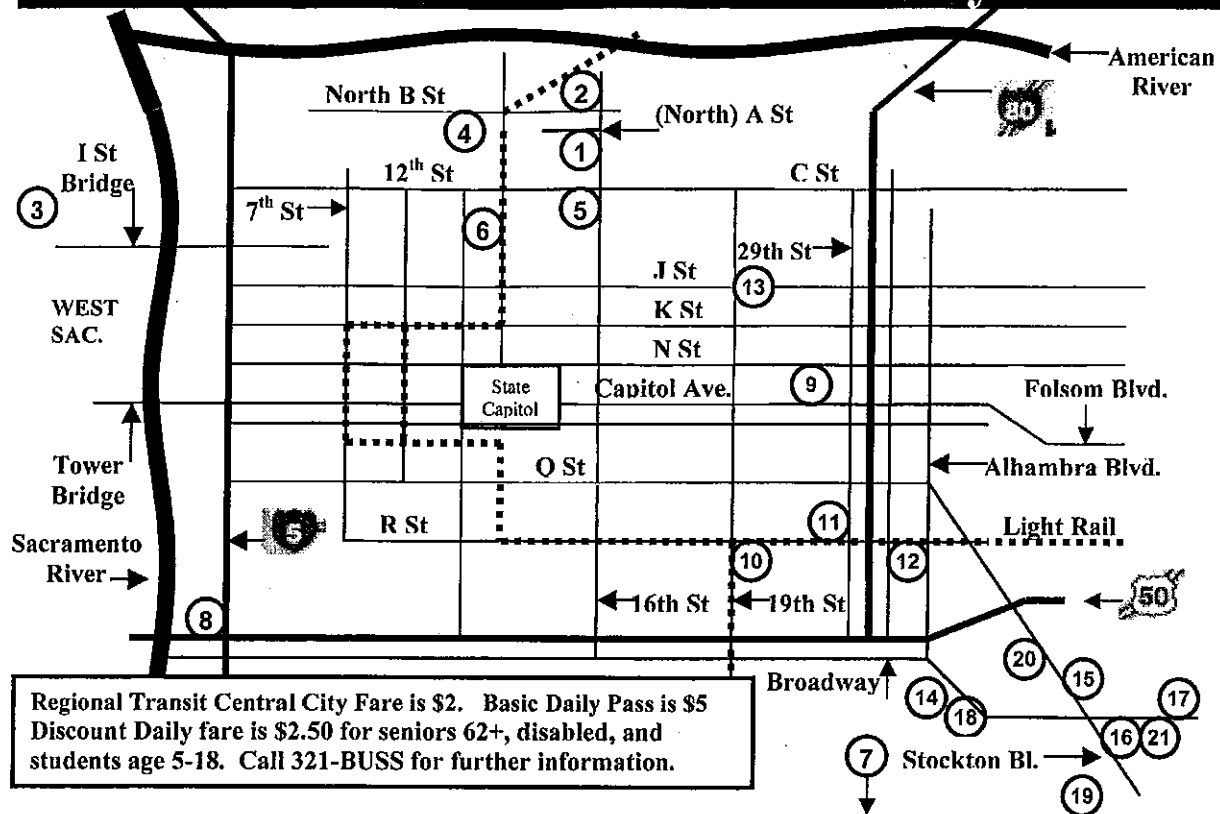 American
River
North B St
2
80
4
(North) A St
1
I St
Bridge
12th St
C St
3
7th St
5
6
29th St
J St
13
WEST
SAC.
K St
N St
State
Capitol
Capitol Ave.
9
Folsom Blvd.
Tower
Bridge
Q St
Alhambra Blvd.
R St
11
Light Rail
5
Sacramento
River
10
12
16th St
19th St
50
8
20
15
Broadway
14
18
17
16
21
7
Stockton Bl.
19
Regional Transit Central City Fare is $2. Basic Daily Pass is $5
Discount Daily fare is $2.50 for seniors 62+, disabled, and
students age 5-18. Call 321-BUSS for further information.